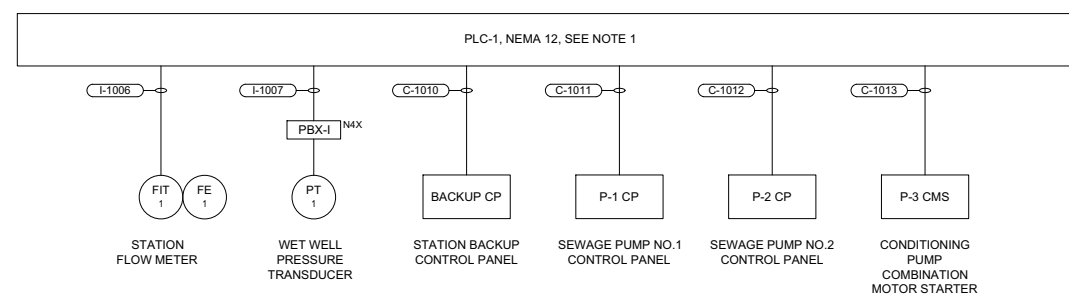 PLC-1, NEMA 12, SEE NOTE 1
I-1006
I-1007
C-1010
C-1011
C-1012
C-1013
PBX-I
N4X
FIT
1
FE
1
PT
1
BACKUP CP
P-1 CP
P-2 CP
P-3 CMS
STATION
FLOW METER
WET WELL
PRESSURE
TRANSDUCER
STATION BACKUP
CONTROL PANEL
SEWAGE PUMP NO.1
CONTROL PANEL
SEWAGE PUMP NO.2
CONTROL PANEL
CONDITIONING
PUMP
COMBINATION
MOTOR STARTER